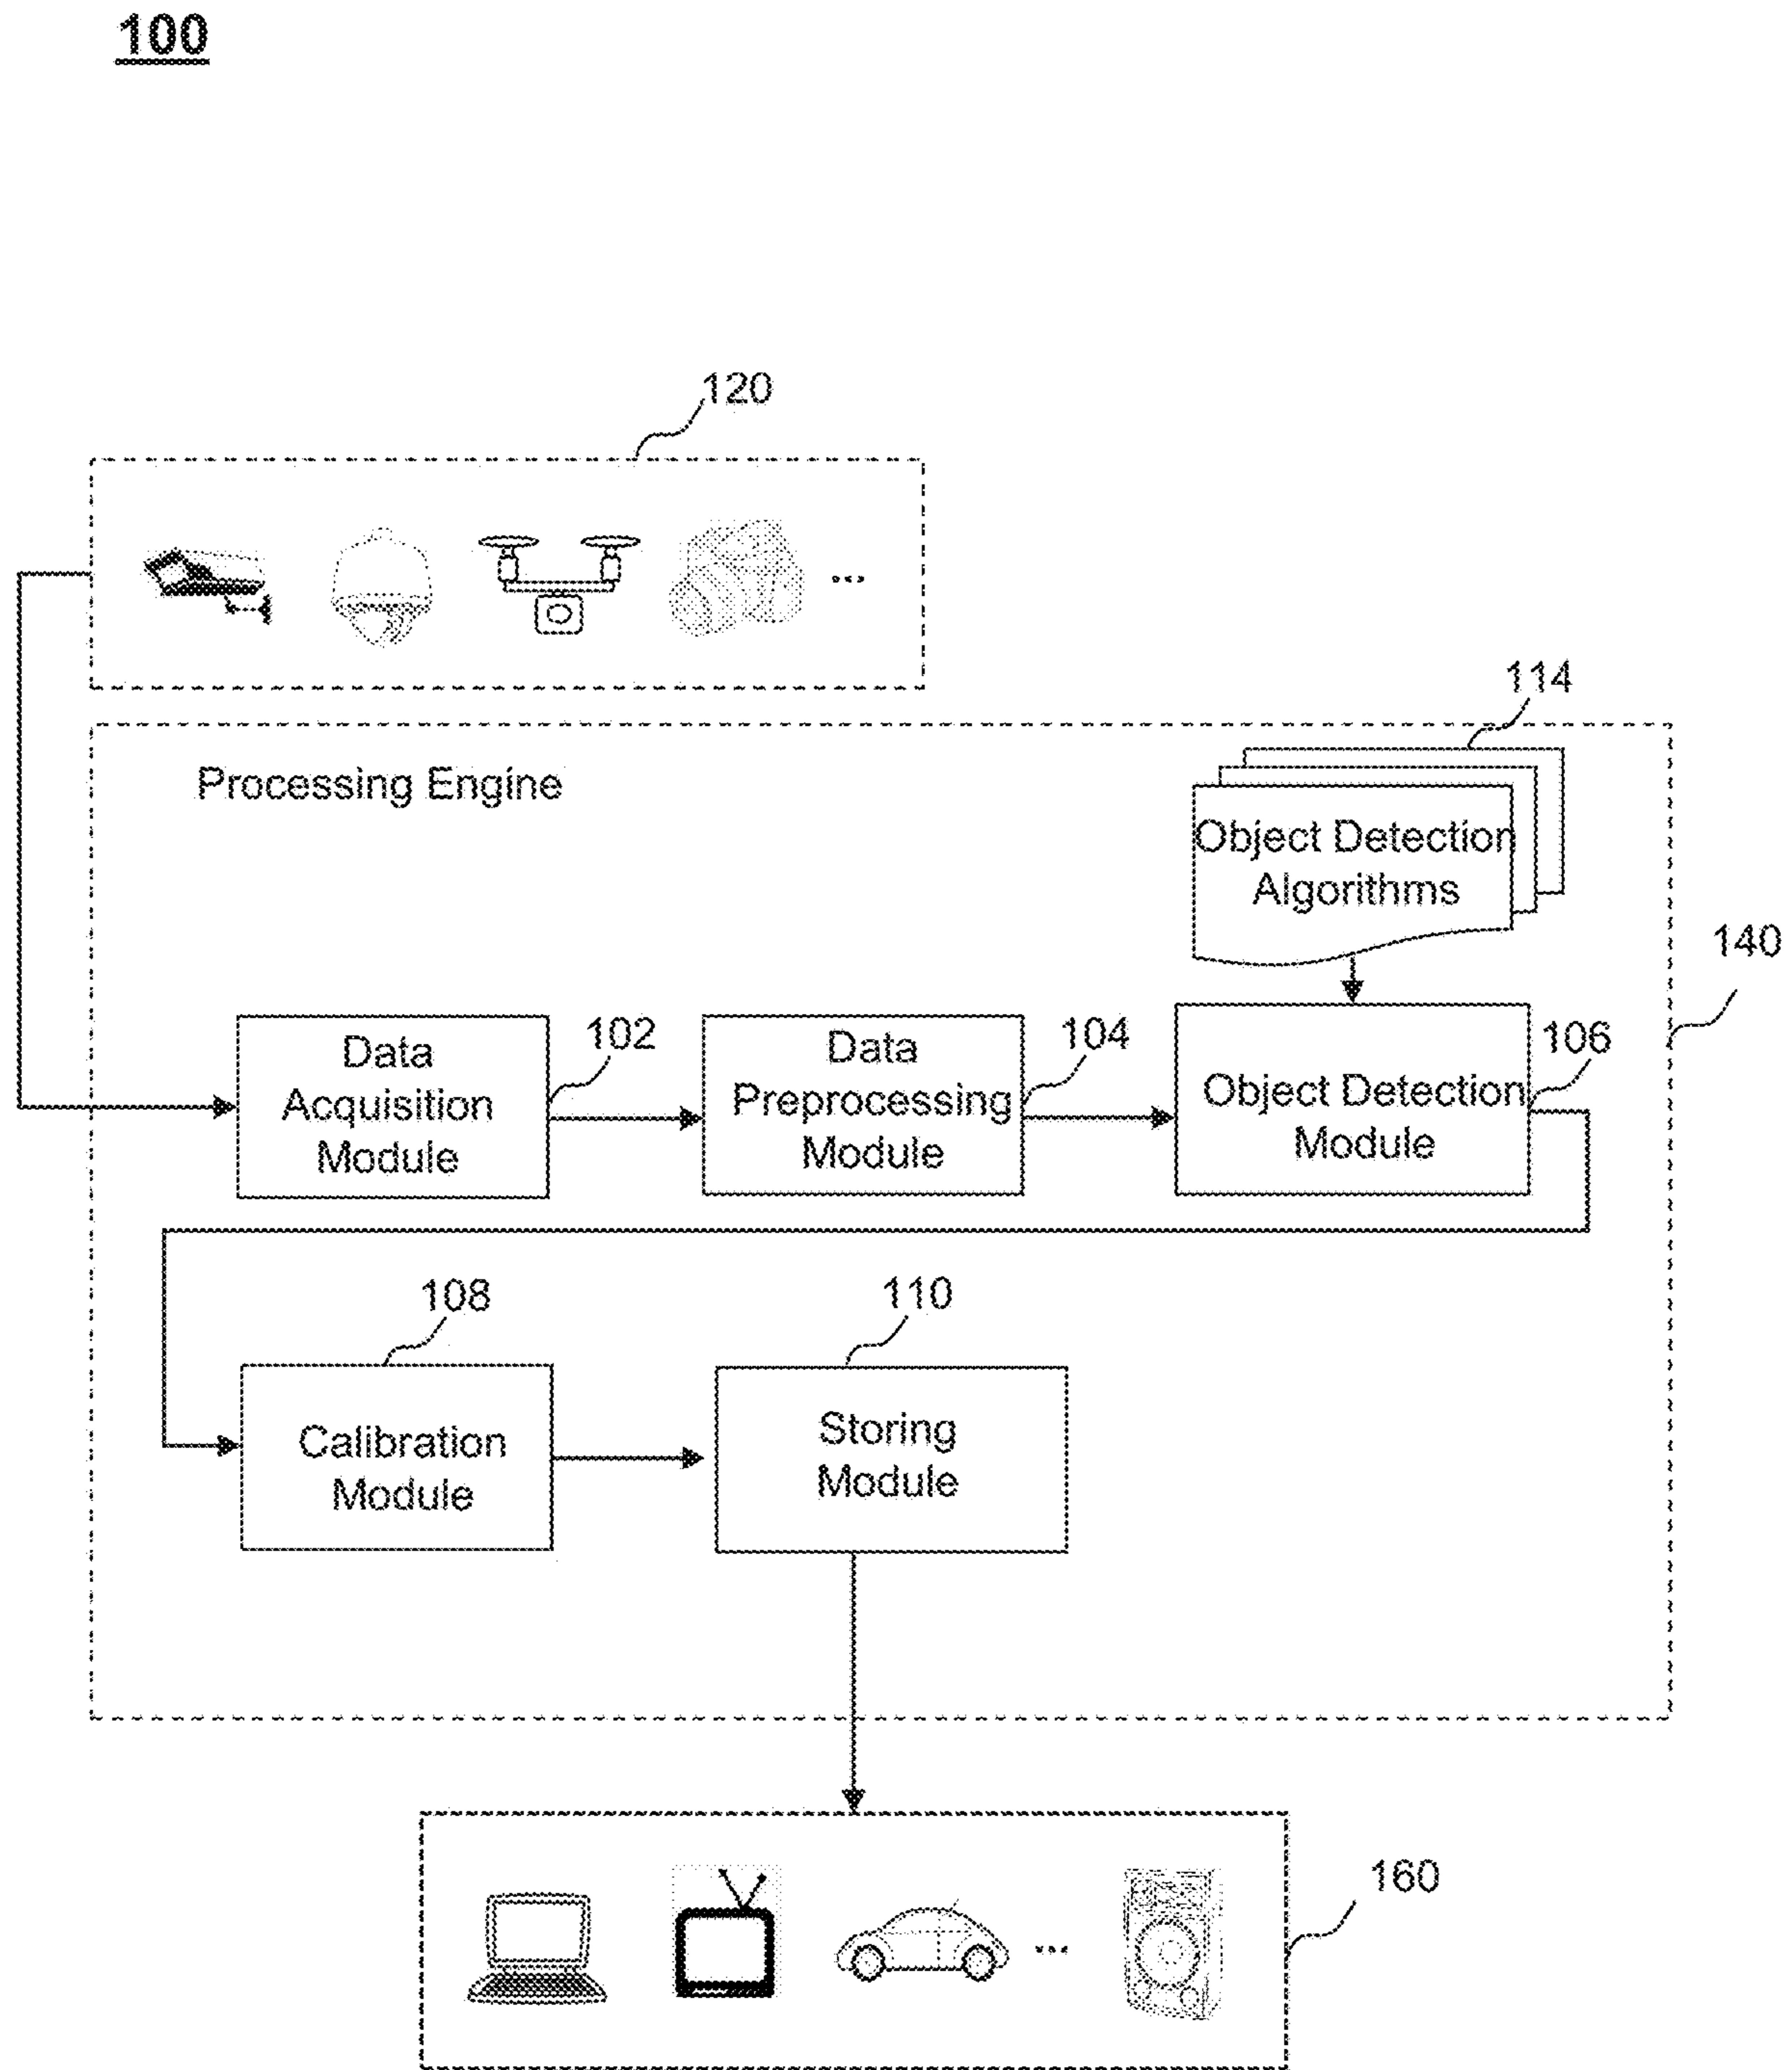 100
120
...
114
Processing Engine
Object Detection
Algorithms
140
Data
Acquisition
Module
102
Data
Preprocessing
Module
104
Object Detection
Module
106
108
110
Calibration
Module
Storing
Module
160
...